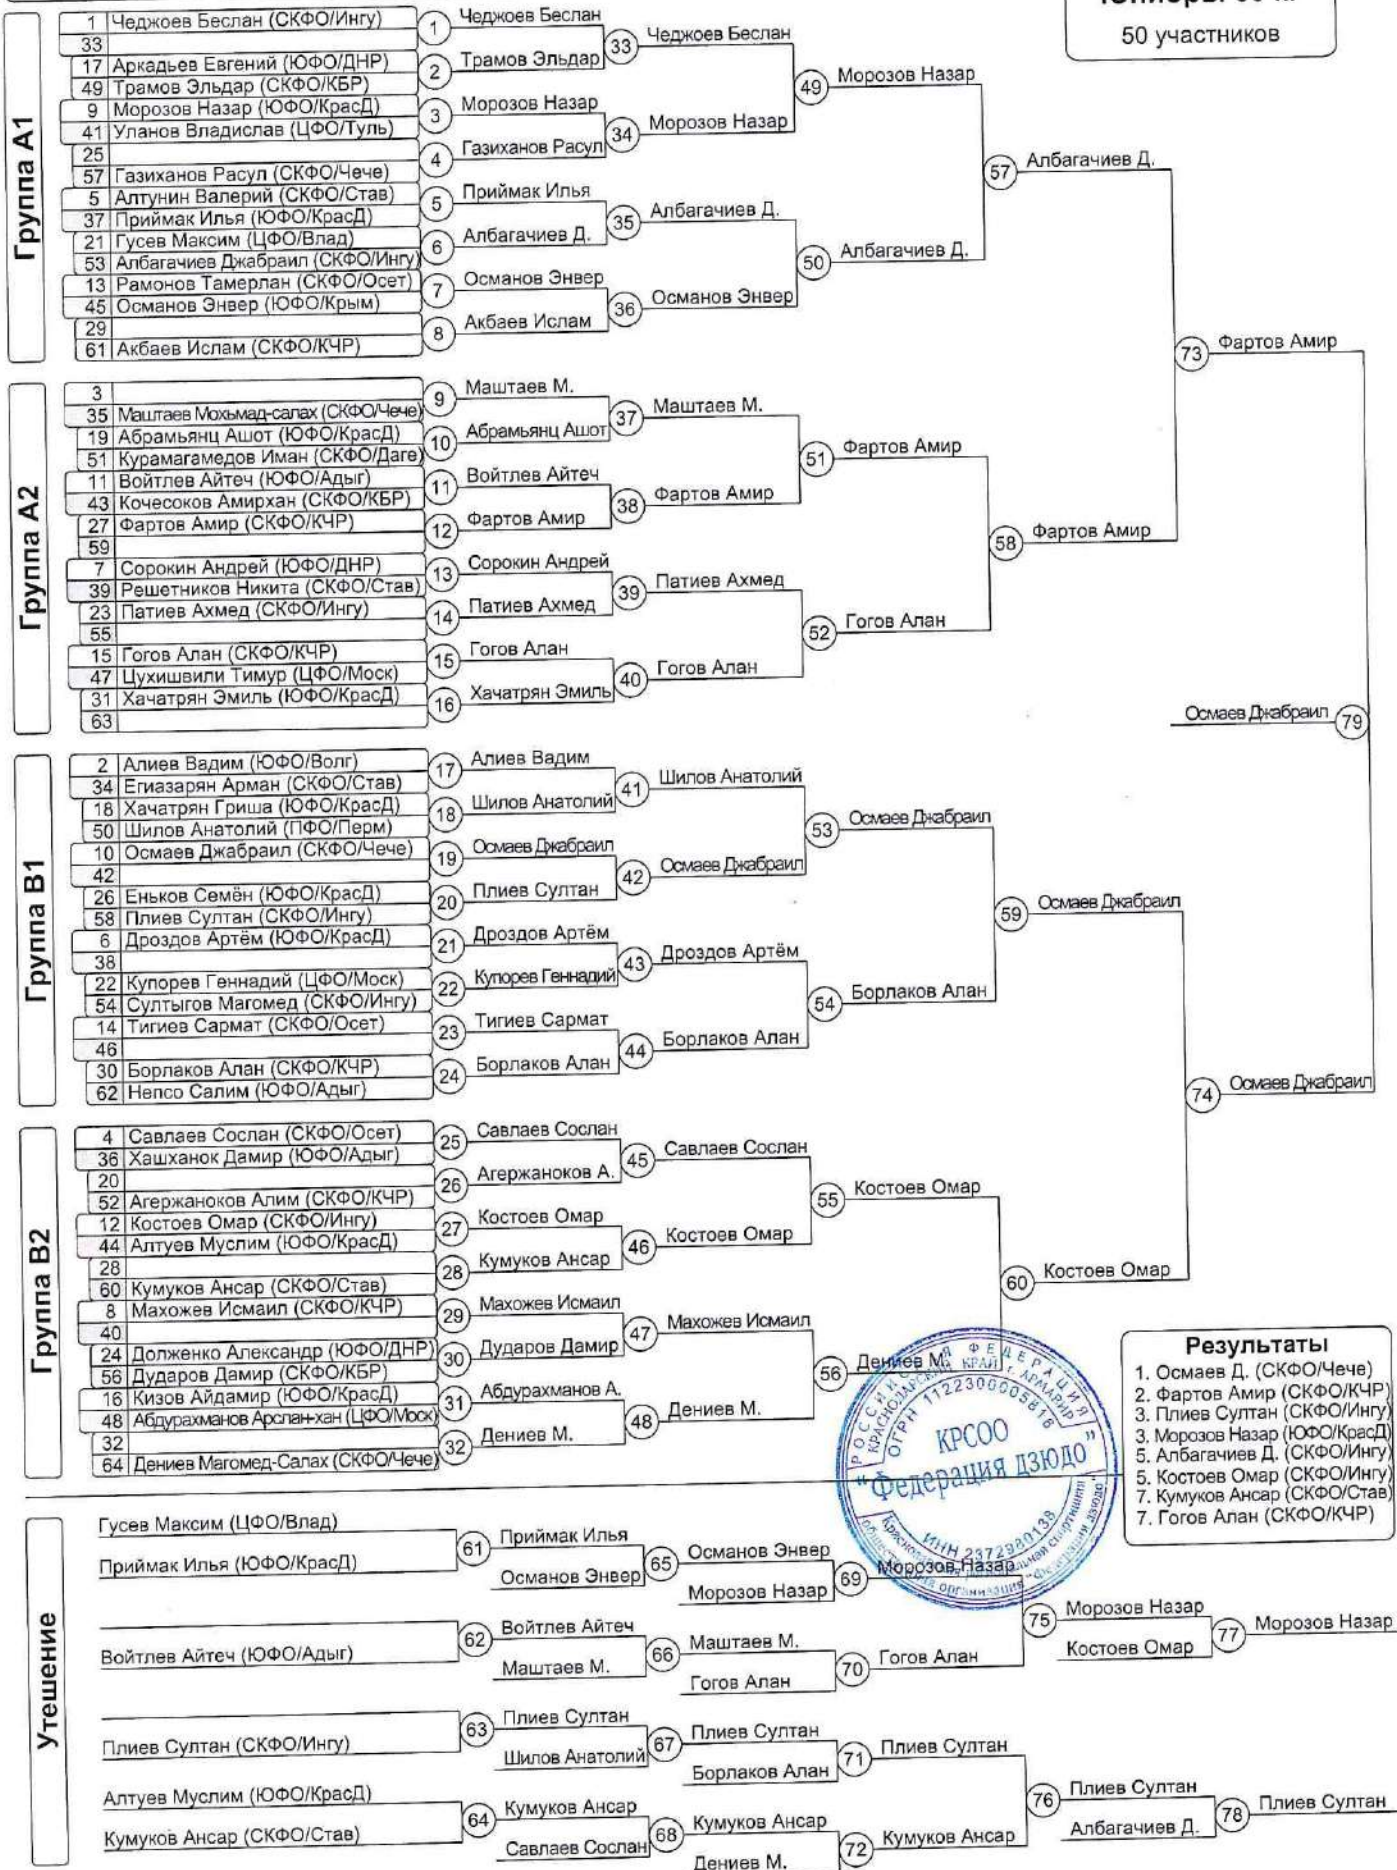 50 участников
Группа A1
1 Чеджоев Беслан (СКФО/Ингу)
33
17 Аркадьев Евгений (ЮФО/ДНР)
49 Трамов Эльдар (СКФО/КБР)
9 Морозов Назар (ЮФО/КрасД)
41 Уланов Владислав (ЦФО/Туль)
25
57 Газиханов Расул (СКФО/Чече)
5 Алтунин Валерий (СКФО/Став)
37 Приймак Илья (ЮФО/КрасД)
21 Гусев Максим (ЦФО/Влад)
53 Албагачиев Джабраил (СКФО/Ингу)
13 Рамонов Тамерлан (СКФО/Осет)
45 Османов Энвер (ЮФО/Крым)
29
61 Акбаев Ислам (СКФО/КЧР)
1 Чеджоев Беслан
2 Трамов Эльдар
3 Морозов Назар
4 Газиханов Расул
5 Приймак Илья
6 Албагачиев Д.
7 Османов Энвер
8 Акбаев Ислам
33 Чеджоев Беслан
34 Морозов Назар
35 Албагачиев Д.
36 Османов Энвер
49 Морозов Назар
50 Албагачиев Д.
57 Албагачиев Д.
Группа A2
3
35 Маштаев Мохьмад-салах (СКФО/Чече)
19 Абрамьянц Ашот (ЮФО/КрасД)
51 Курамагамедов Иман (СКФО/Даге)
11 Войтлев Айтеч (ЮФО/Адыг)
43 Кочесоков Амирхан (СКФО/КБР)
27 Фартов Амир (СКФО/КЧР)
59
7 Сорокин Андрей (ЮФО/ДНР)
39 Решетников Никита (СКФО/Став)
23 Патиев Ахмед (СКФО/Ингу)
55
15 Гогов Алан (СКФО/КЧР)
47 Цухишвили Тимур (ЦФО/Моск)
31 Хачатрян Эмиль (ЮФО/КрасД)
63
9 Маштаев М.
10 Абрамьянц Ашот
11 Войтлев Айтеч
12 Фартов Амир
13 Сорокин Андрей
14 Патиев Ахмед
15 Гогов Алан
16 Хачатрян Эмиль
37 Маштаев М.
38 Фартов Амир
39 Патиев Ахмед
40 Гогов Алан
51 Фартов Амир
52 Гогов Алан
58 Фартов Амир
73 Фартов Амир
Осмаев Джабраил 79
Группа B1
2 Алиев Вадим (ЮФО/Волг)
34 Егиазарян Арман (СКФО/Став)
18 Хачатрян Гриша (ЮФО/КрасД)
50 Шилов Анатолий (ПФО/Перм)
10 Осмаев Джабраил (СКФО/Чече)
42
26 Еньков Семён (ЮФО/КрасД)
58 Плиев Султан (СКФО/Ингу)
6 Дроздов Артём (ЮФО/КрасД)
38
22 Купорев Геннадий (ЦФО/Моск)
54 Султыгов Магомед (СКФО/Ингу)
14 Тигиев Сармат (СКФО/Осет)
46
30 Борлаков Алан (СКФО/КЧР)
62 Непсо Салим (ЮФО/Адыг)
17 Алиев Вадим
18 Шилов Анатолий
19 Осмаев Джабраил
20 Плиев Султан
21 Дроздов Артём
22 Купорев Геннадий
23 Тигиев Сармат
24 Борлаков Алан
41 Шилов Анатолий
42 Осмаев Джабраил
43 Дроздов Артём
44 Борлаков Алан
53 Осмаев Джабраил
54 Борлаков Алан
59 Осмаев Джабраил
74 Осмаев Джабраил
Группа B2
4 Савлаев Сослан (СКФО/Осет)
36 Хашханок Дамир (ЮФО/Адыг)
20
52 Агержаноков Алим (СКФО/КЧР)
12 Костоев Омар (СКФО/Ингу)
44 Алтуев Муслим (ЮФО/КрасД)
28
60 Кумуков Ансар (СКФО/Став)
8 Махожев Исмаил (СКФО/КЧР)
40
24 Долженко Александр (ЮФО/ДНР)
56 Дударов Дамир (СКФО/КБР)
16 Кизов Айдамир (ЮФО/КрасД)
48 Абдурахманов Арслан-хан (ЦФО/Моск)
32
64 Дениев Магомед-Салах (СКФО/Чече)
25 Савлаев Сослан
26 Агержаноков А.
27 Костоев Омар
28 Кумуков Ансар
29 Махожев Исмаил
30 Дударов Дамир
31 Абдурахманов А.
32 Дениев М.
45 Савлаев Сослан
46 Костоев Омар
47 Махожев Исмаил
48 Дениев М.
55 Костоев Омар
56 Дениев М.
60 Костоев Омар
КРСОО
"Федерация дзюдо"
Результаты
1. Осмаев Д. (СКФО/Чече)
2. Фартов Амир (СКФО/КЧР)
3. Плиев Султан (СКФО/Ингу)
3. Морозов Назар (ЮФО/КрасД)
5. Албагачиев Д. (СКФО/Ингу)
5. Костоев Омар (СКФО/Ингу)
7. Кумуков Ансар (СКФО/Став)
7. Гогов Алан (СКФО/КЧР)
Утешение
Гусев Максим (ЦФО/Влад)
Приймак Илья (ЮФО/КрасД)
Войтлев Айтеч (ЮФО/Адыг)
Плиев Султан (СКФО/Ингу)
Алтуев Муслим (ЮФО/КрасД)
Кумуков Ансар (СКФО/Став)
61 Приймак Илья
Османов Энвер
62 Войтлев Айтеч
Маштаев М.
63 Плиев Султан
Шилов Анатолий
64 Кумуков Ансар
Савлаев Сослан
65 Османов Энвер
Морозов Назар
66 Маштаев М.
Гогов Алан
67 Плиев Султан
Борлаков Алан
68 Кумуков Ансар
Дениев М.
69 Морозов Назар
70 Гогов Алан
71 Плиев Султан
72 Кумуков Ансар
75 Морозов Назар
Костоев Омар
76 Плиев Султан
Албагачиев Д.
77 Морозов Назар
78 Плиев Султан